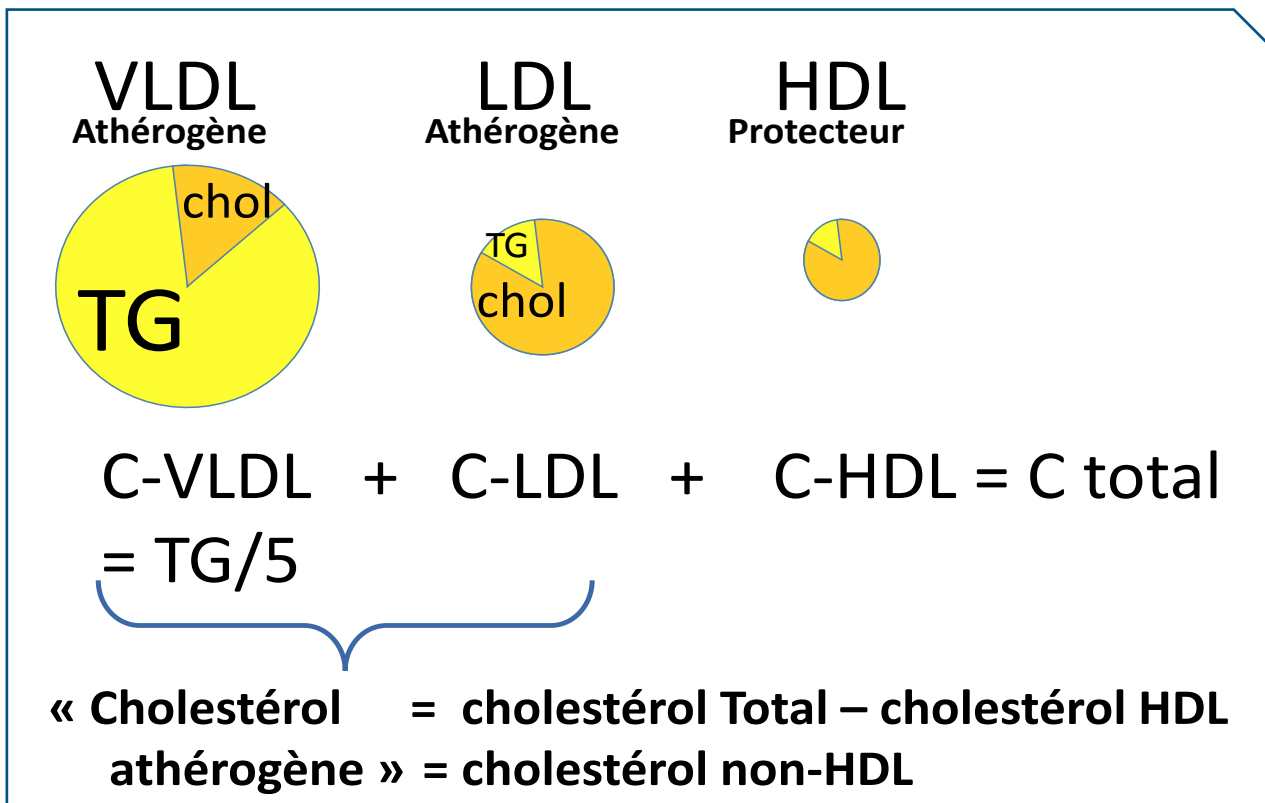 VLDL
Athérogène
LDL
Athérogène
HDL
Protecteur
chol
TG
TG
chol
C-VLDL + C-LDL + C-HDL = C total
= TG/5
« Cholestérol = cholestérol Total – cholestérol HDL
athérogène » = cholestérol non-HDL